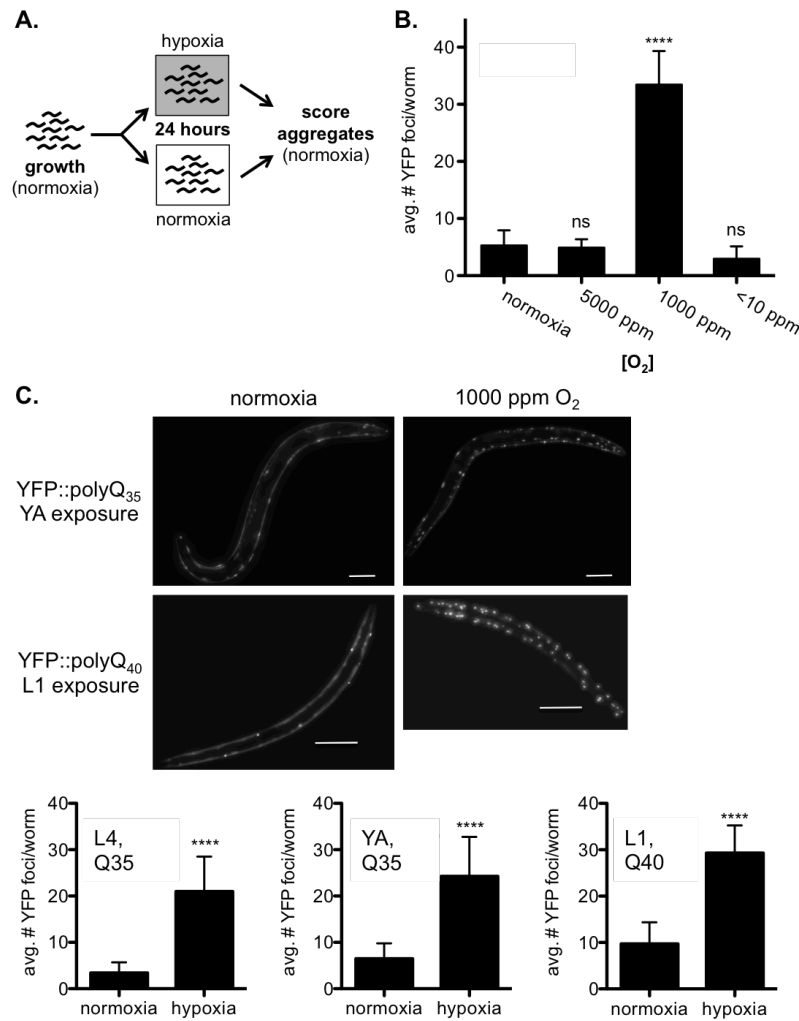 A.
hypoxia
24 hours
growth
(normoxia)
normoxia
score
aggregates
(normoxia)
B.
avg. # YFP foci/worm
40
30
20
10
0
ns
****
ns
normoxia
5000 ppm
1000 ppm
<10 ppm
[O₂]
C.
normoxia
1000 ppm O₂
YFP::polyQ₃₅
YA exposure
YFP::polyQ₄₀
L1 exposure
avg. # YFP foci/worm
40
30
20
10
0
L4,
Q35
****
normoxia
hypoxia
avg. # YFP foci/worm
40
30
20
10
0
YA,
Q35
****
normoxia
hypoxia
avg. # YFP foci/worm
40
30
20
10
0
L1,
Q40
****
normoxia
hypoxia